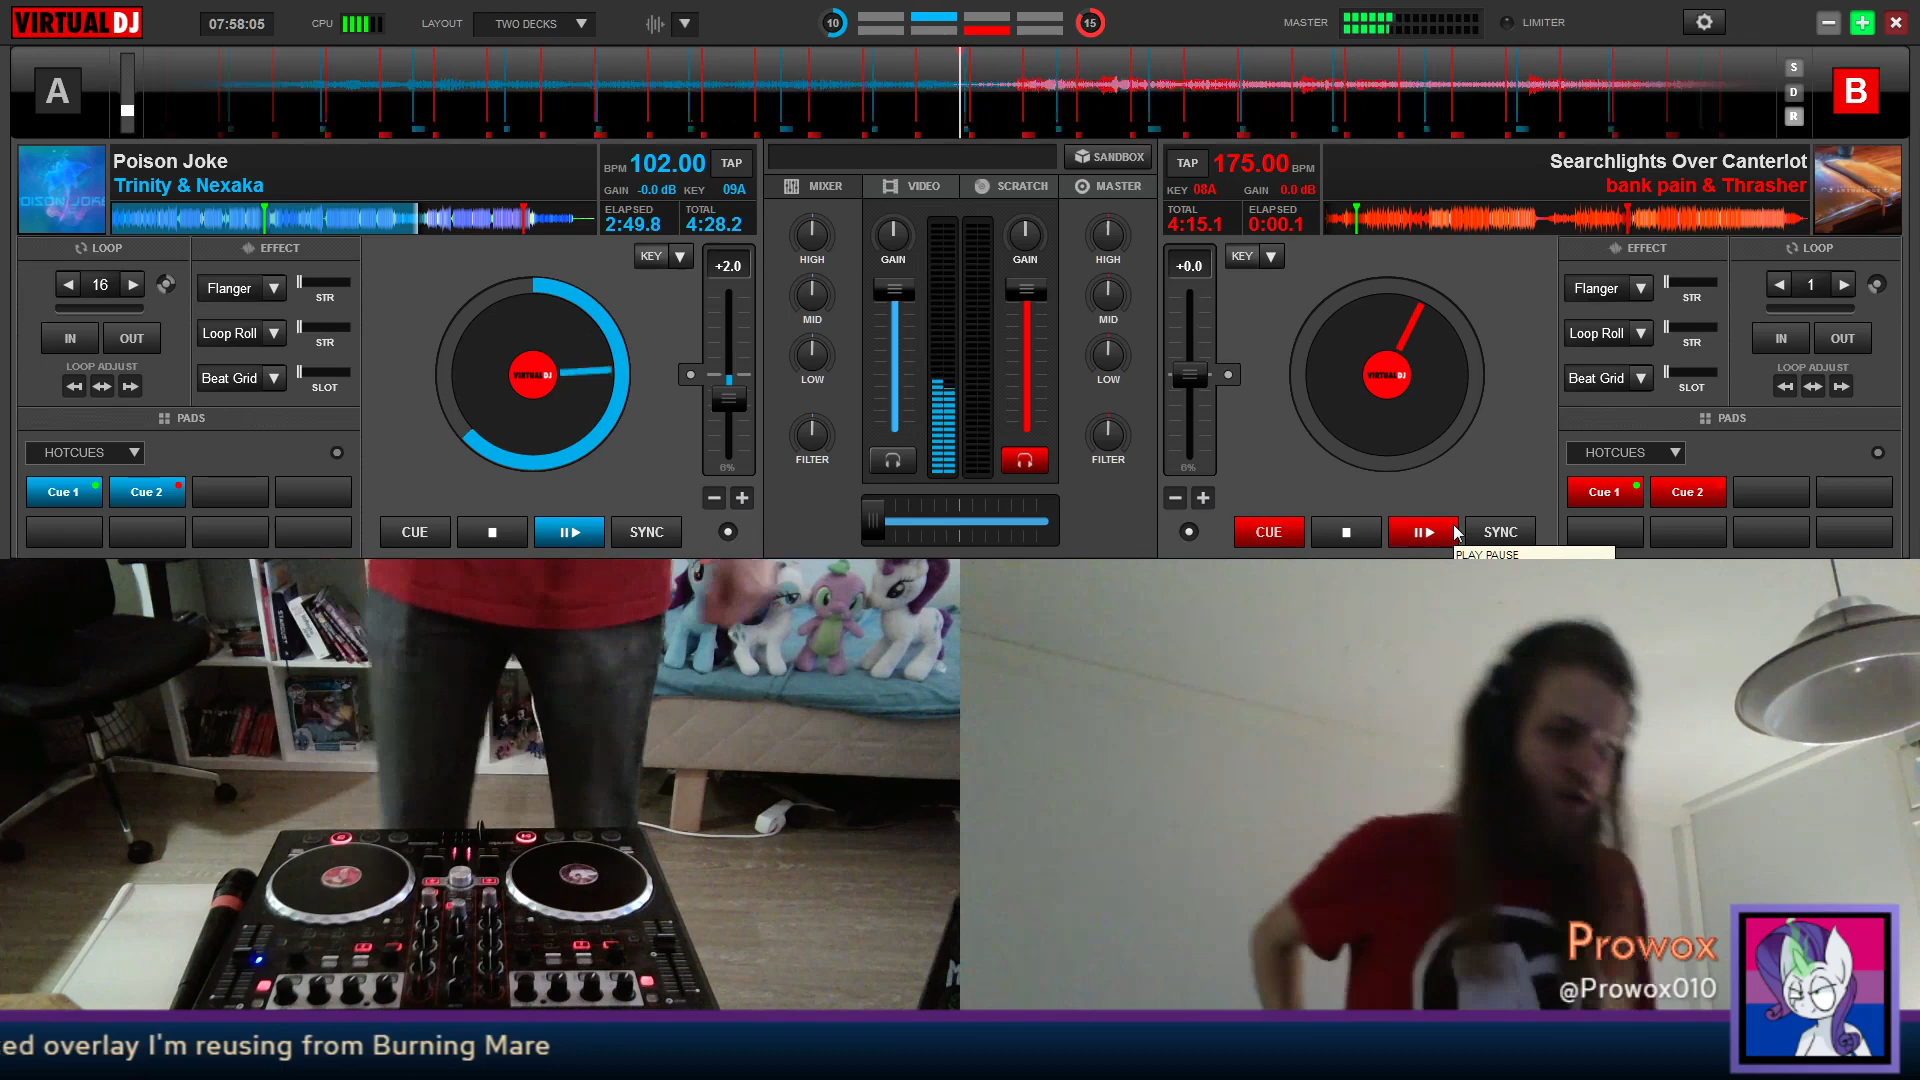 VIRTUAL DJ
07:58:05
CPU
LAYOUT
TWO DECKS
10
15
MASTER
LIMITER
A
S
D
R
B
Poison Joke
Trinity & Nexaka
BPM 102.00 TAP
GAIN -0.0 dB KEY 09A
ELAPSED
2:49.8
TOTAL
4:28.2
SANDBOX
MIXER
VIDEO
SCRATCH
MASTER
TAP 175.00 BPM
KEY 08A GAIN 0.0 dB
TOTAL
4:15.1
ELAPSED
0:00.1
Searchlights Over Canterlot
bank pain & Thrasher
LOOP
16
IN
OUT
LOOP ADJUST
EFFECT
Flanger
STR
Loop Roll
STR
Beat Grid
SLOT
PADS
HOTCUES
Cue 1
Cue 2
KEY
+2.0
6%
VIRTUAL DJ
CUE
SYNC
HIGH
MID
LOW
FILTER
GAIN
GAIN
HIGH
MID
LOW
FILTER
+0.0
KEY
6%
VIRTUAL DJ
CUE
SYNC
PLAY PAUSE
EFFECT
Flanger
STR
Loop Roll
STR
Beat Grid
SLOT
LOOP
1
IN
OUT
LOOP ADJUST
PADS
HOTCUES
Cue 1
Cue 2
Prowox
@Prowox010
ed overlay I'm reusing from Burning Mare